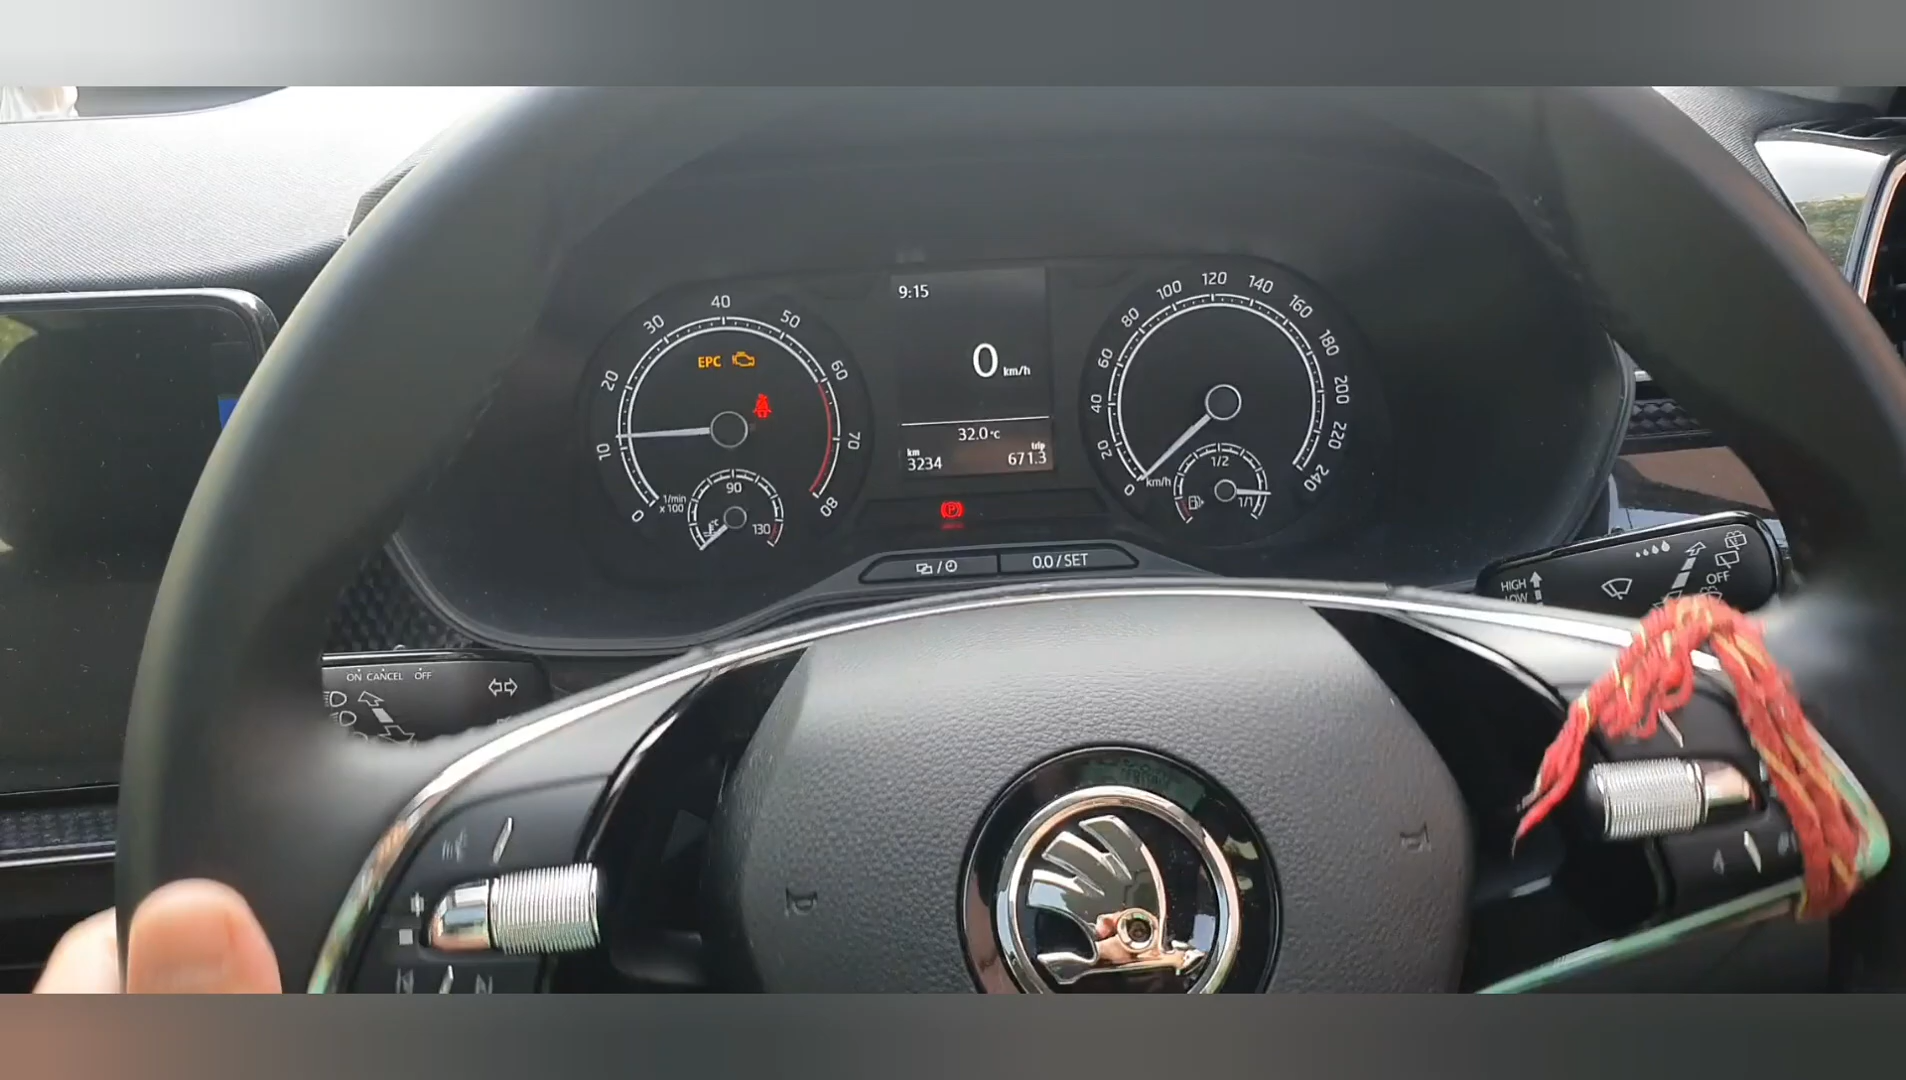 9:15
0 km/h
32.0°C
km
3234
trip
671.3
EPC
0
10
20
30
40
50
60
70
80
1/min
x 100
°C
90
130
0
20
40
60
80
100
120
140
160
180
200
220
240
km/h
1/2
1/1
P
/
0.0 / SET
ON CANCEL OFF
HIGH
LOW
OFF